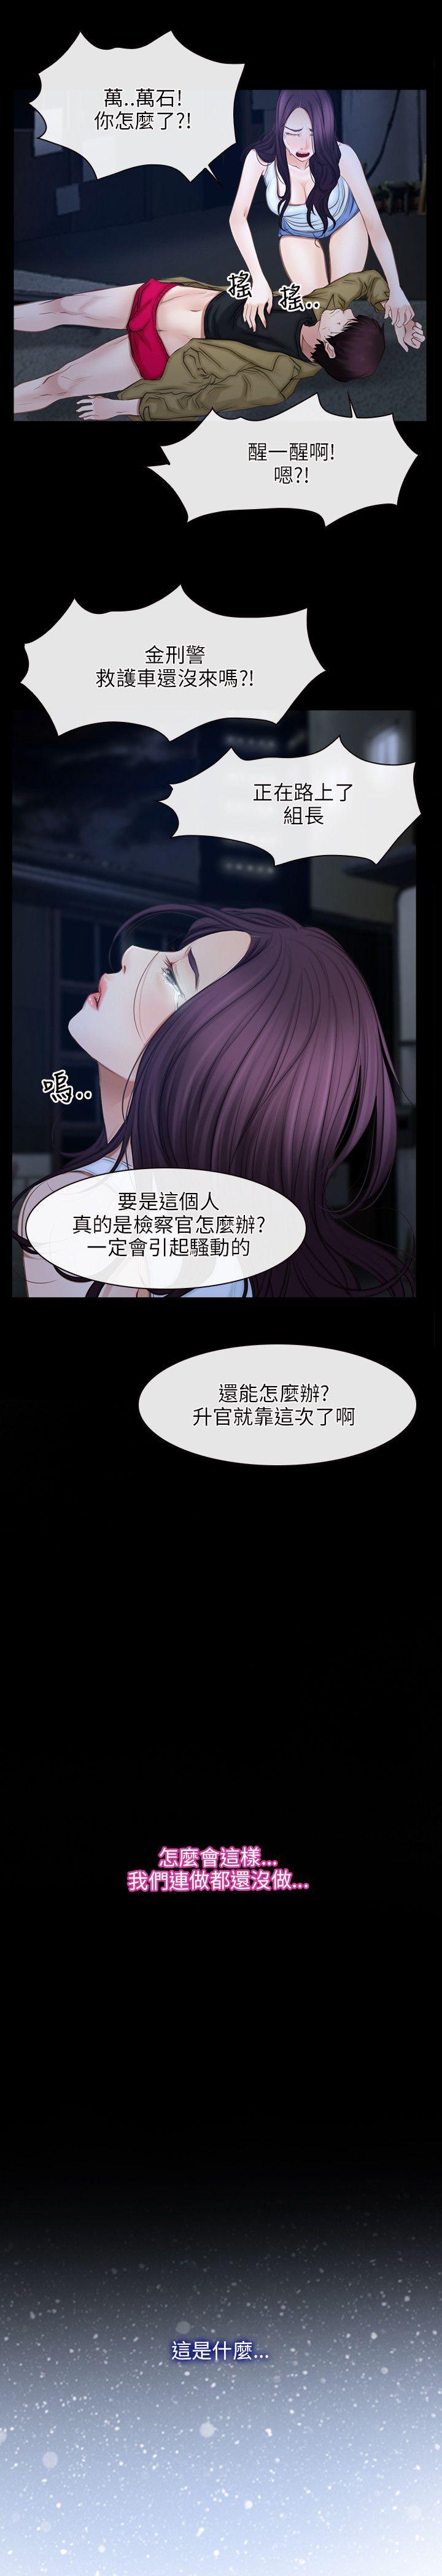 萬..萬石!
你怎麼了?!
搖
搖..
醒一醒啊!
嗯?!
金刑警
救護車還沒來嗎?!
正在路上了
組長
嗚..
要是這個人
真的是檢察官怎麼辦?
一定會引起騷動的
還能怎麼辦?
升官就靠這次了啊
怎麼會這樣...
我們連做都還沒做...
這是什麼...